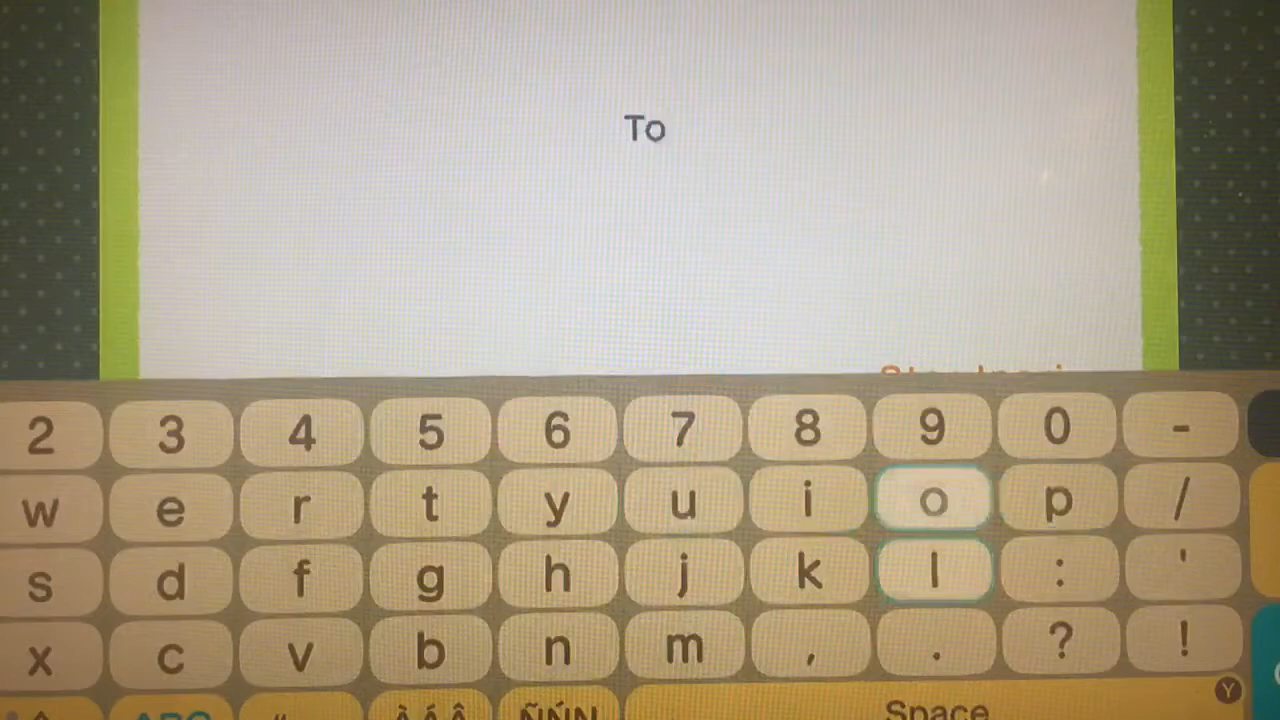 To
2 3 4 5 6 7 8 9 0 -
w e r t y u i o p /
s d f g h j k l : '
x c v b n m , . ? !
Space Y